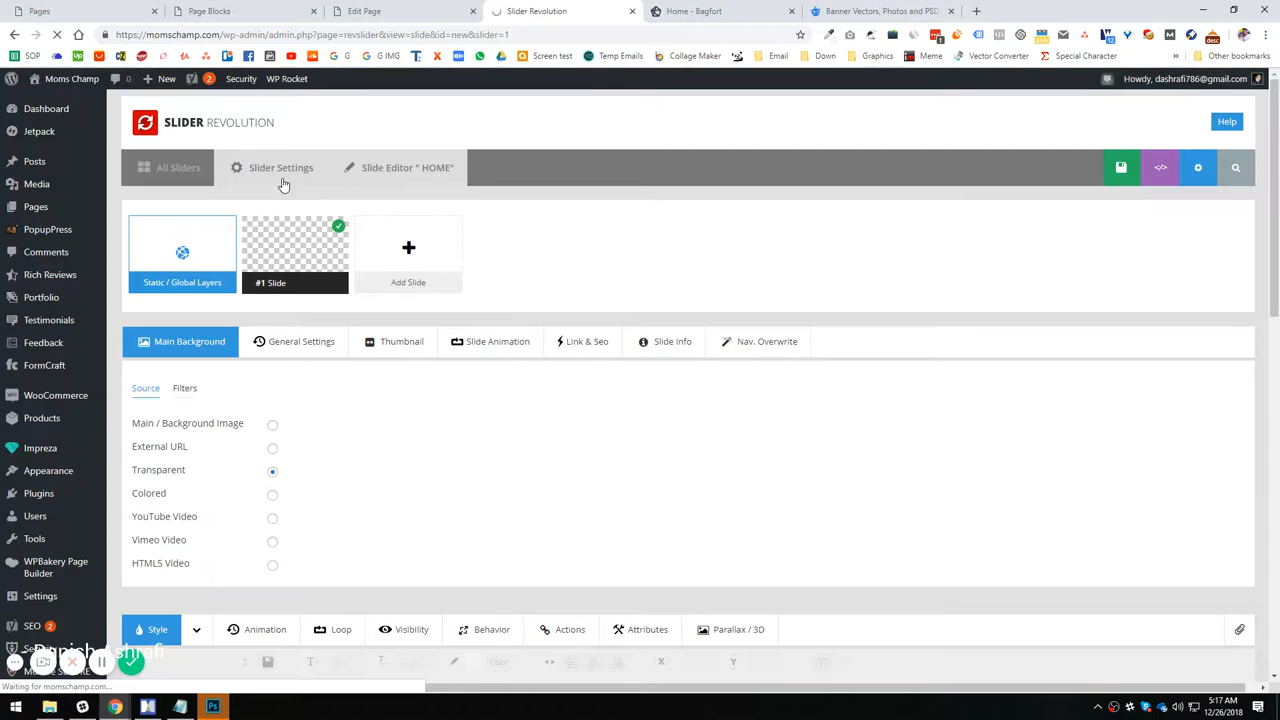 Pages
Page Blocks
Edit Page
Slider Revolution
Home - Bagfort
Banner Vectors, Photos and PSD
https://momschamp.com/wp-admin/admin.php?page=revslider&view=slide&id=new&slider=1
SOP
G
G IMG
Screen test
Temp Emails
Collage Maker
Email
Down
Graphics
Meme
Vector Converter
Special Character
Other bookmarks
Moms Champ
0
New
2
Security
WP Rocket
Howdy, dashrafi786@gmail.com
Dashboard
Jetpack
Posts
Media
Pages
PopupPress
Comments
Rich Reviews
Portfolio
Testimonials
Feedback
FormCraft
WooCommerce
Products
Impreza
Appearance
Plugins
Users
Tools
WPBakery Page
Builder
Settings
SEO 2
SLIDER REVOLUTION
Help
All Sliders
Slider Settings
Slide Editor " HOME"
Static / Global Layers
#1 Slide
Add Slide
Main Background
General Settings
Thumbnail
Slide Animation
Link & Seo
Slide Info
Nav. Overwrite
Source
Filters
Main / Background Image
External URL
Transparent
Colored
YouTube Video
Vimeo Video
HTML5 Video
Style
Animation
Loop
Visibility
Behavior
Actions
Attributes
Parallax / 3D
Color
X
Y
Danish Ashrafi
Waiting for momschamp.com...
5:17 AM
12/26/2018